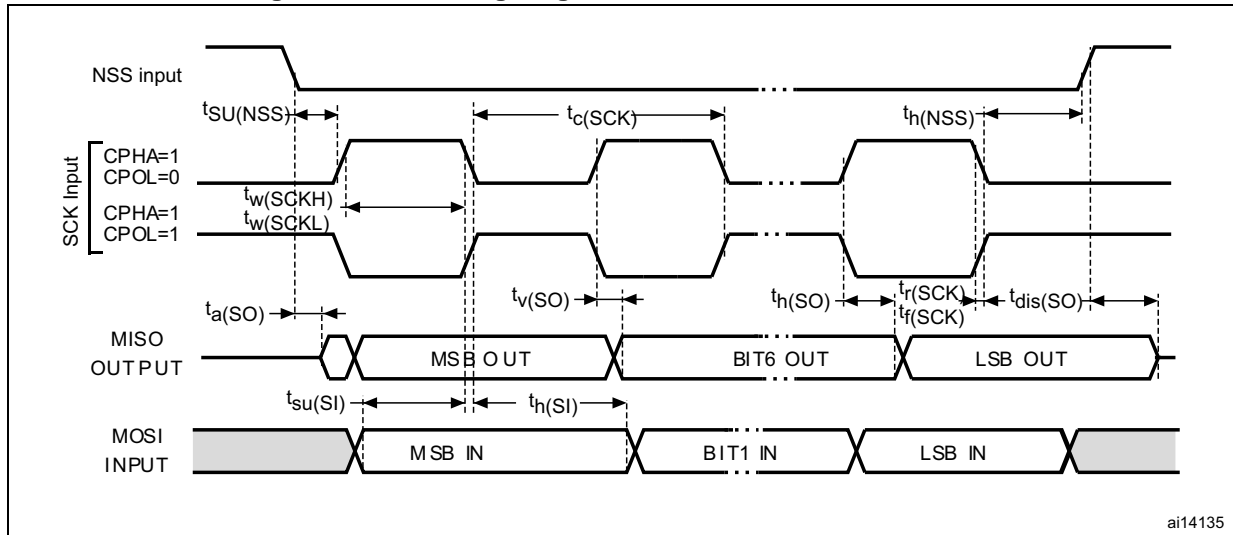 NSS input
tSU(NSS)
tc(SCK)
th(NSS)
SCK Input
CPHA=1
CPOL=0
tw(SCKH)
tw(SCKL)
CPHA=1
CPOL=1
ta(SO)
tv(SO)
th(SO)
tr(SCK)
tf(SCK)
tdis(SO)
MISO
OUTPUT
MSB OUT
BIT6 OUT
LSB OUT
tsu(SI)
th(SI)
MOSI
INPUT
MSB IN
BIT1 IN
LSB IN
ai14135